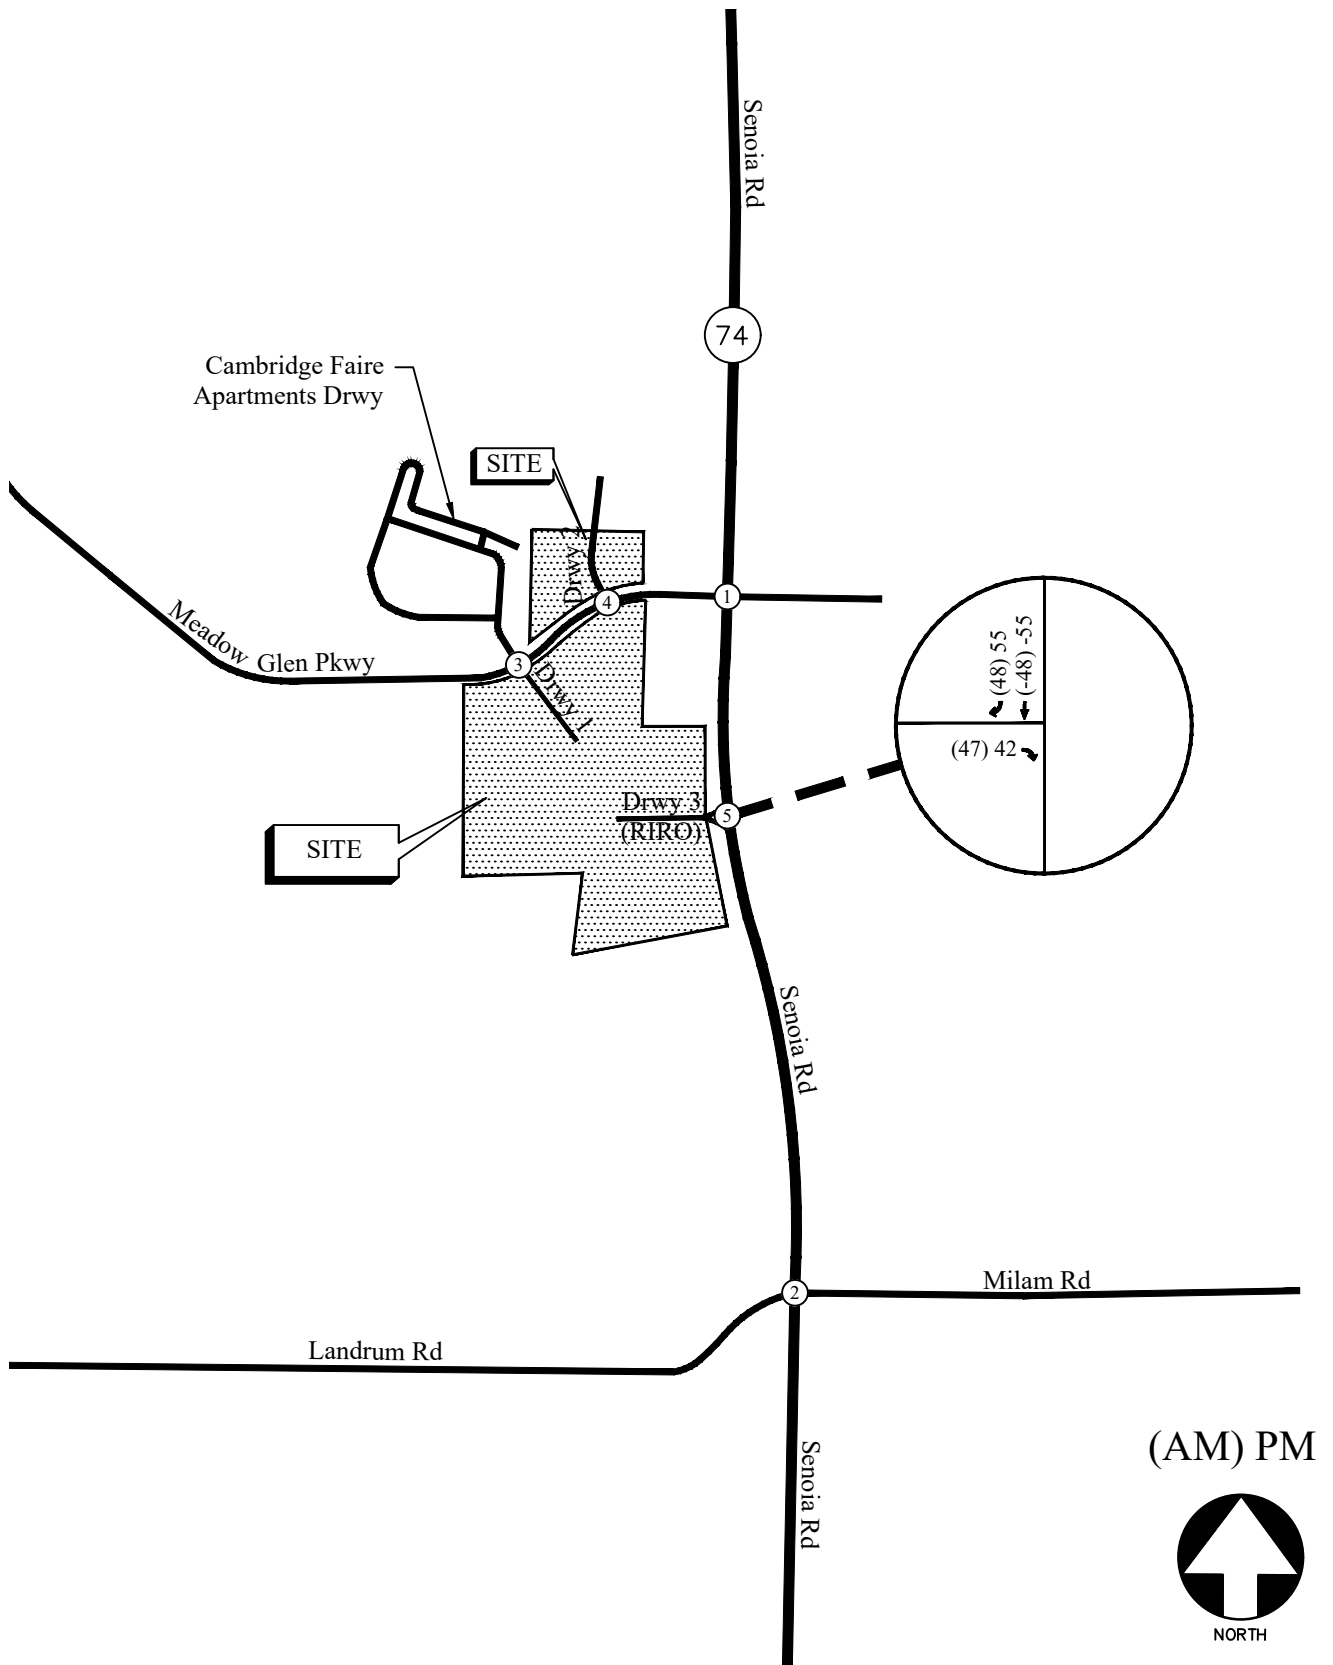 Senoia Rd
74
Cambridge Faire
Apartments Drwy
SITE
Drwy 2
4
1
Meadow
Glen Pkwy
3
Drwy 1
(48) 55
(-48) -55
(47) 42
Drwy 3
(RIRO)
5
SITE
Senoia Rd
2
Milam Rd
Landrum Rd
Senoia Rd
(AM) PM
NORTH